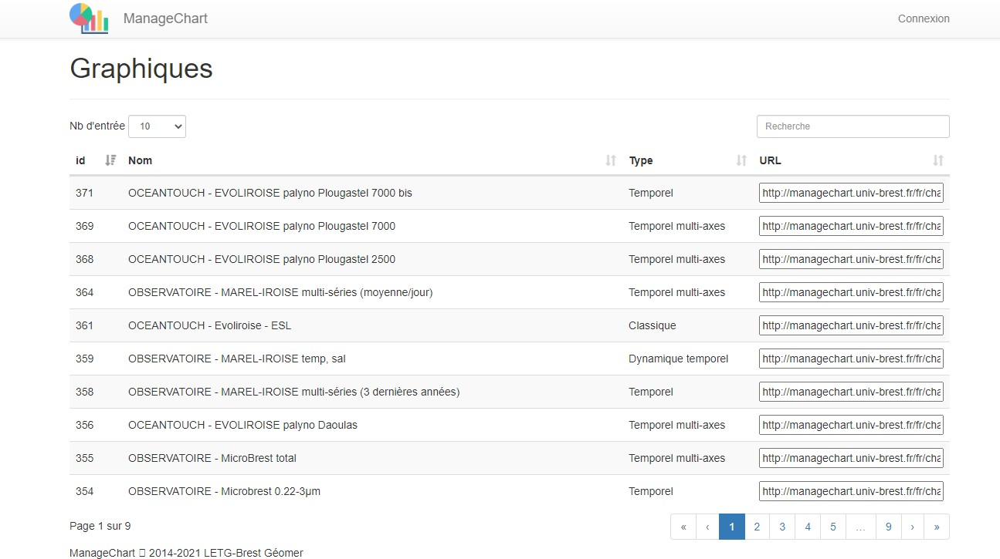 ManageChart Connexion
Graphiques
Nb d'entrée 10 Recherche
id Nom Type URL
371 OCEANTOUCH - EVOLIROISE palyno Plougastel 7000 bis Temporel http://managechart.univ-brest.fr/fr/cha
369 OCEANTOUCH - EVOLIROISE palyno Plougastel 7000 Temporel multi-axes http://managechart.univ-brest.fr/fr/cha
368 OCEANTOUCH - EVOLIROISE palyno Plougastel 2500 Temporel multi-axes http://managechart.univ-brest.fr/fr/cha
364 OBSERVATOIRE - MAREL-IROISE multi-séries (moyenne/jour) Temporel multi-axes http://managechart.univ-brest.fr/fr/cha
361 OCEANTOUCH - Evoliroise - ESL Classique http://managechart.univ-brest.fr/fr/cha
359 OBSERVATOIRE - MAREL-IROISE temp, sal Dynamique temporel http://managechart.univ-brest.fr/fr/cha
358 OBSERVATOIRE - MAREL-IROISE multi-séries (3 dernières années) Temporel http://managechart.univ-brest.fr/fr/cha
356 OCEANTOUCH - EVOLIROISE palyno Daoulas Temporel multi-axes http://managechart.univ-brest.fr/fr/cha
355 OBSERVATOIRE - MicroBrest total Temporel multi-axes http://managechart.univ-brest.fr/fr/cha
354 OBSERVATOIRE - Microbrest 0.22-3µm Temporel http://managechart.univ-brest.fr/fr/cha
Page 1 sur 9 « ‹ 1 2 3 4 5 … 9 › »
ManageChart 2014-2021 LETG-Brest Géomer